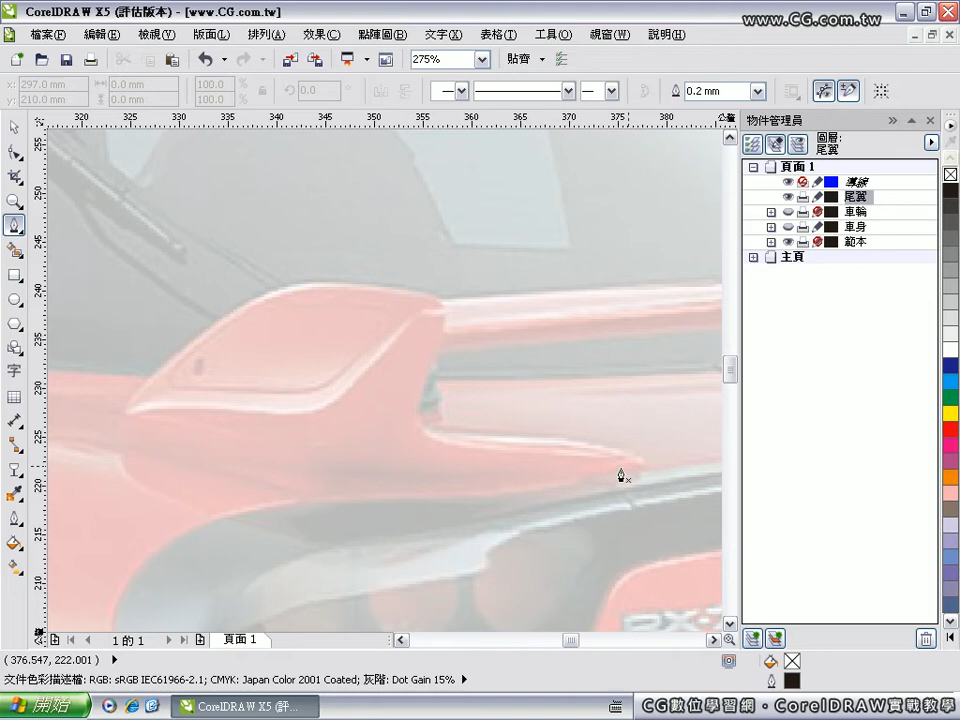 CorelDRAW X5 (評估版本) - [www.CG.com.tw]
www.CG.com.tw
檔案(F) 編輯(E) 檢視(V) 版面(L) 排列(A) 效果(C) 點陣圖(B) 文字(X) 表格(T) 工具(O) 視窗(W) 說明(H)
275% 貼齊
x: 297.0 mm 0.0 mm 100.0 % 0.0 0.2 mm
y: 210.0 mm 0.0 mm 100.0 %
320 325 330 335 340 345 350 355 360 365 370 375 380 公釐
255
250
245
240
235
230
225
220
215
210
公釐
物件管理員
圖層:
尾翼
頁面 1
導線
尾翼
車輪
車身
範本
主頁
字
1 的 1 頁面 1
(376.547, 222.001)
文件色彩描述檔: RGB: sRGB IEC61966-2.1; CMYK: Japan Color 2001 Coated; 灰階: Dot Gain 15%
開始 CorelDRAW X5 (評...
CG數位學習網・CorelDRAW實戰教學